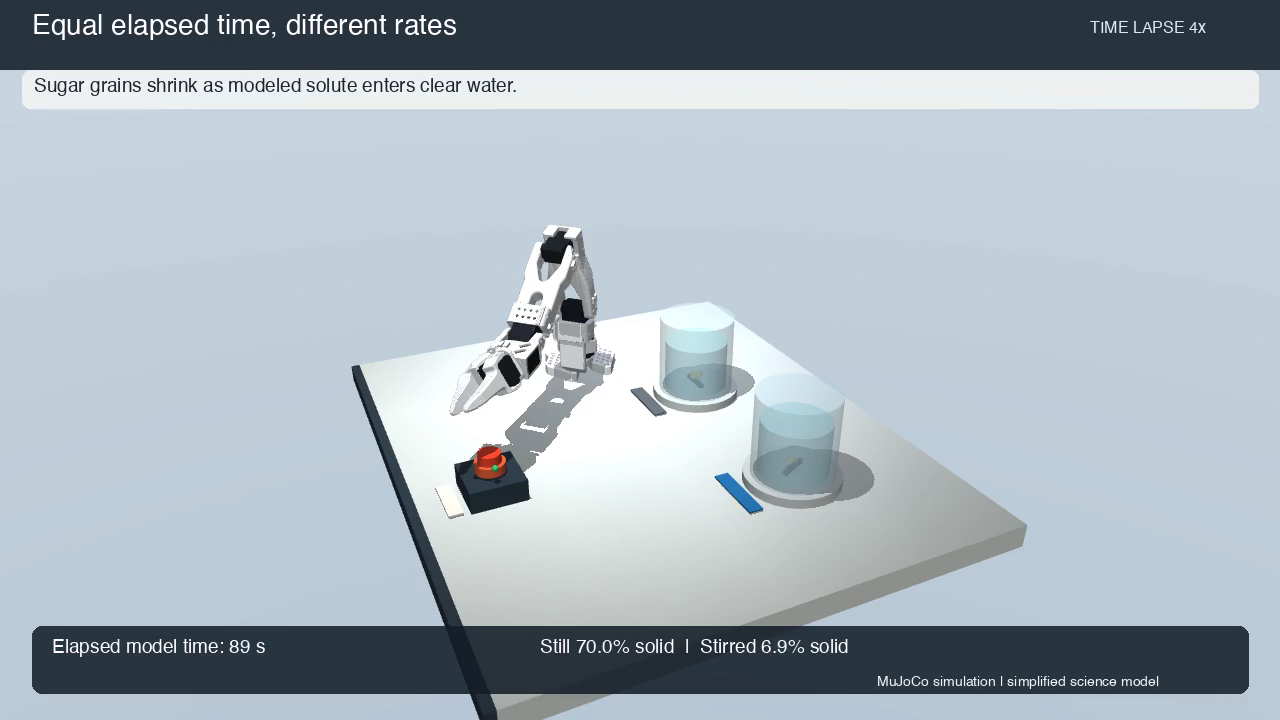 Equal elapsed time, different rates
TIME LAPSE 4x
Sugar grains shrink as modeled solute enters clear water.
Elapsed model time: 89 s
Still 70.0% solid | Stirred 6.9% solid
MuJoCo simulation | simplified science model